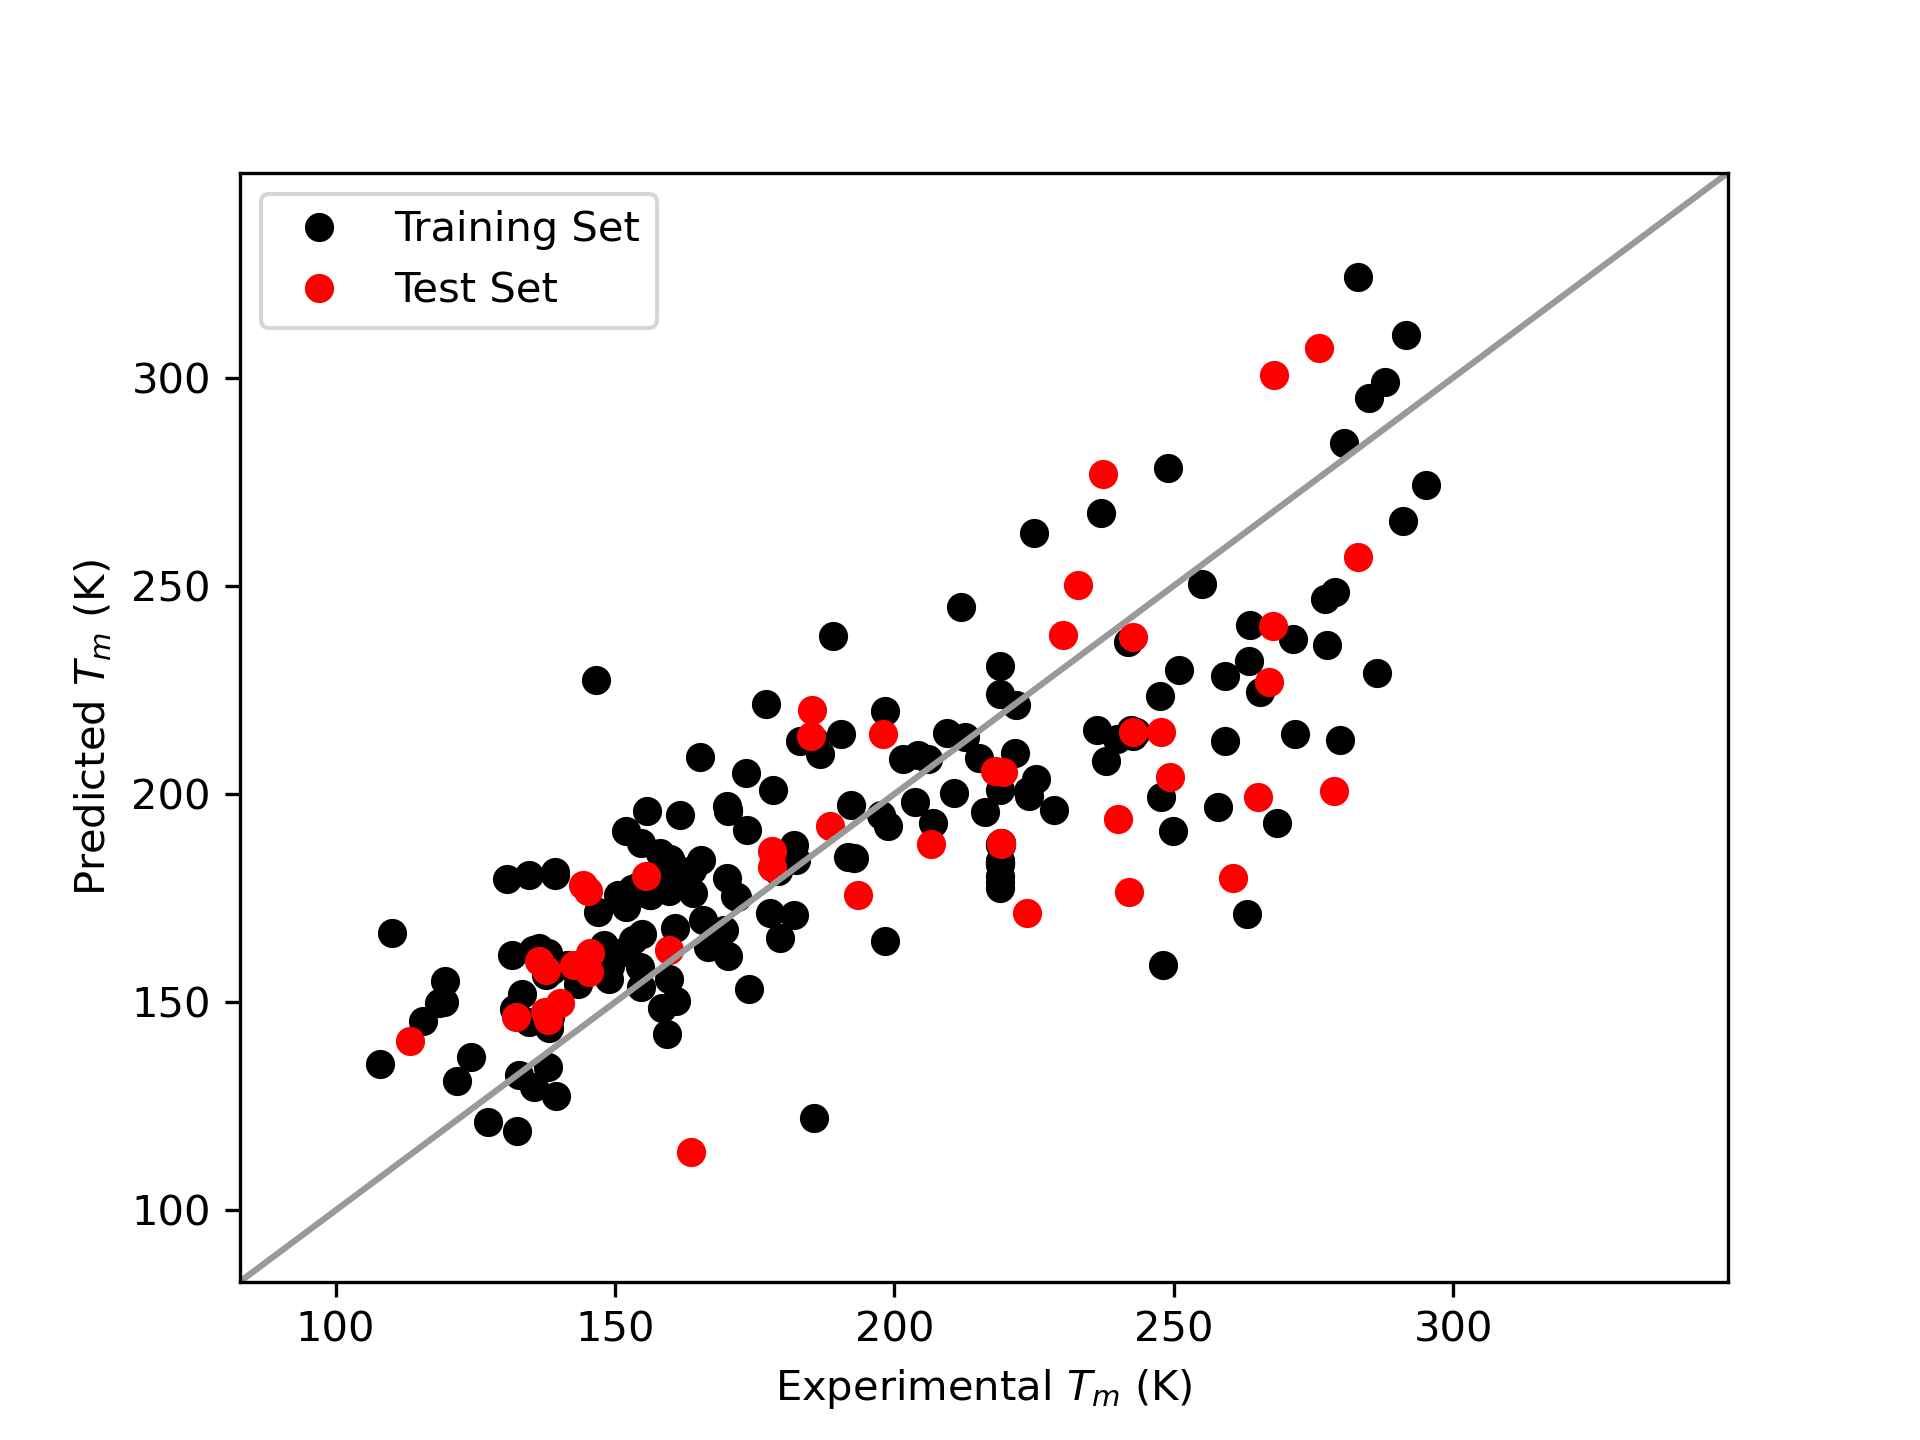 Training Set
Test Set
300
250
200
150
100
Predicted T_m (K)
100 150 200 250 300
Experimental T_m (K)